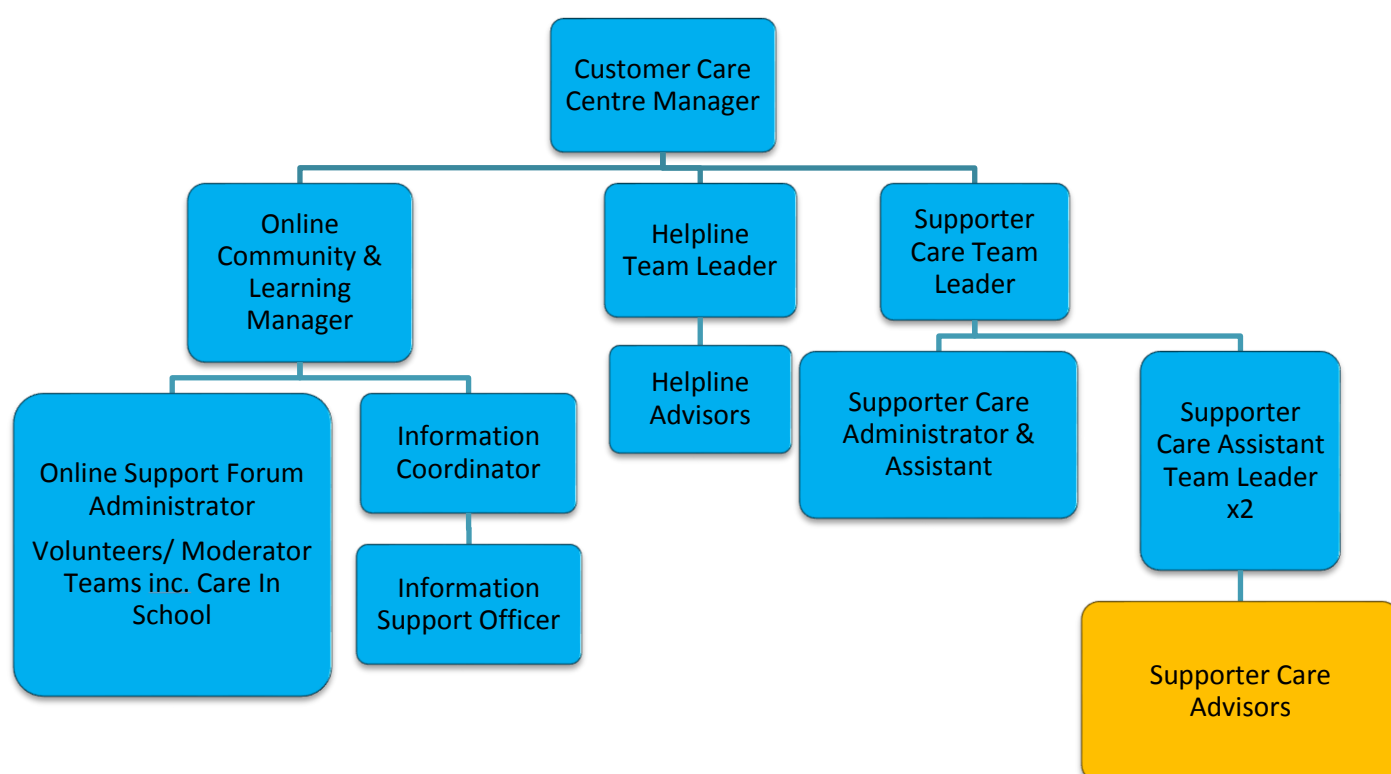 Customer Care
Centre Manager
Online
Community &
Learning
Manager
Helpline
Team Leader
Supporter
Care Team
Leader
Online Support Forum
Administrator
Volunteers/ Moderator
Teams inc. Care In
School
Information
Coordinator
Information
Support Officer
Helpline
Advisors
Supporter Care
Administrator &
Assistant
Supporter
Care Assistant
Team Leader
x2
Supporter Care
Advisors